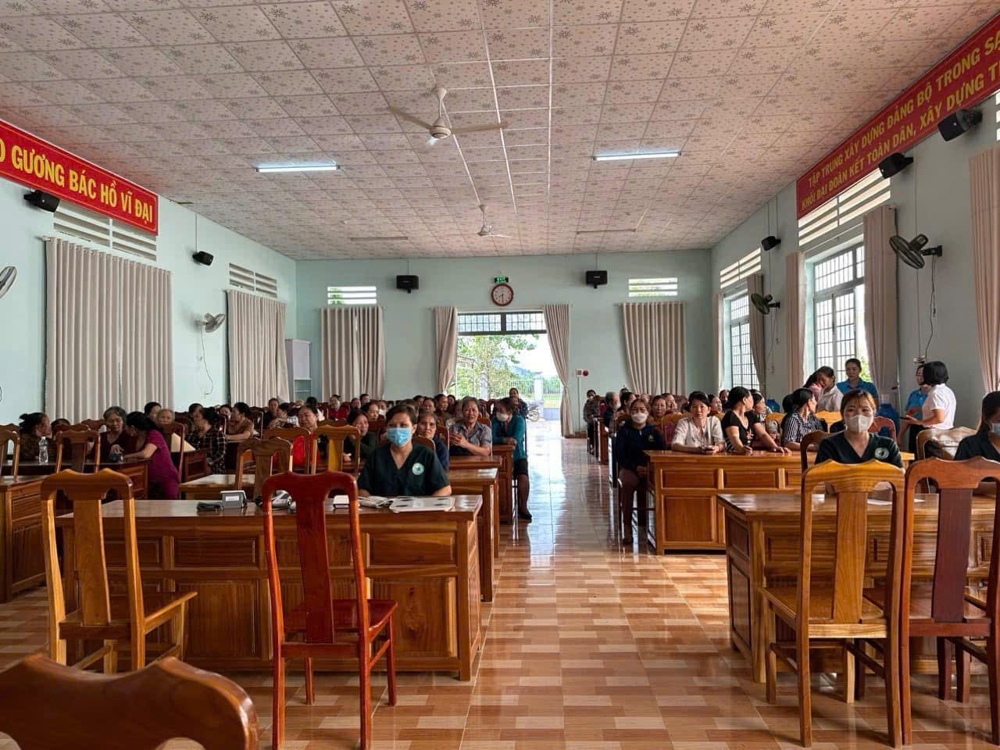 GƯƠNG BÁC HỒ VĨ ĐẠI
TẬP TRUNG XÂY DỰNG ĐẢNG BỘ TRONG
KHỐI ĐẠI ĐOÀN KẾT TOÀN DÂN, XÂY DỰNG
EXIT